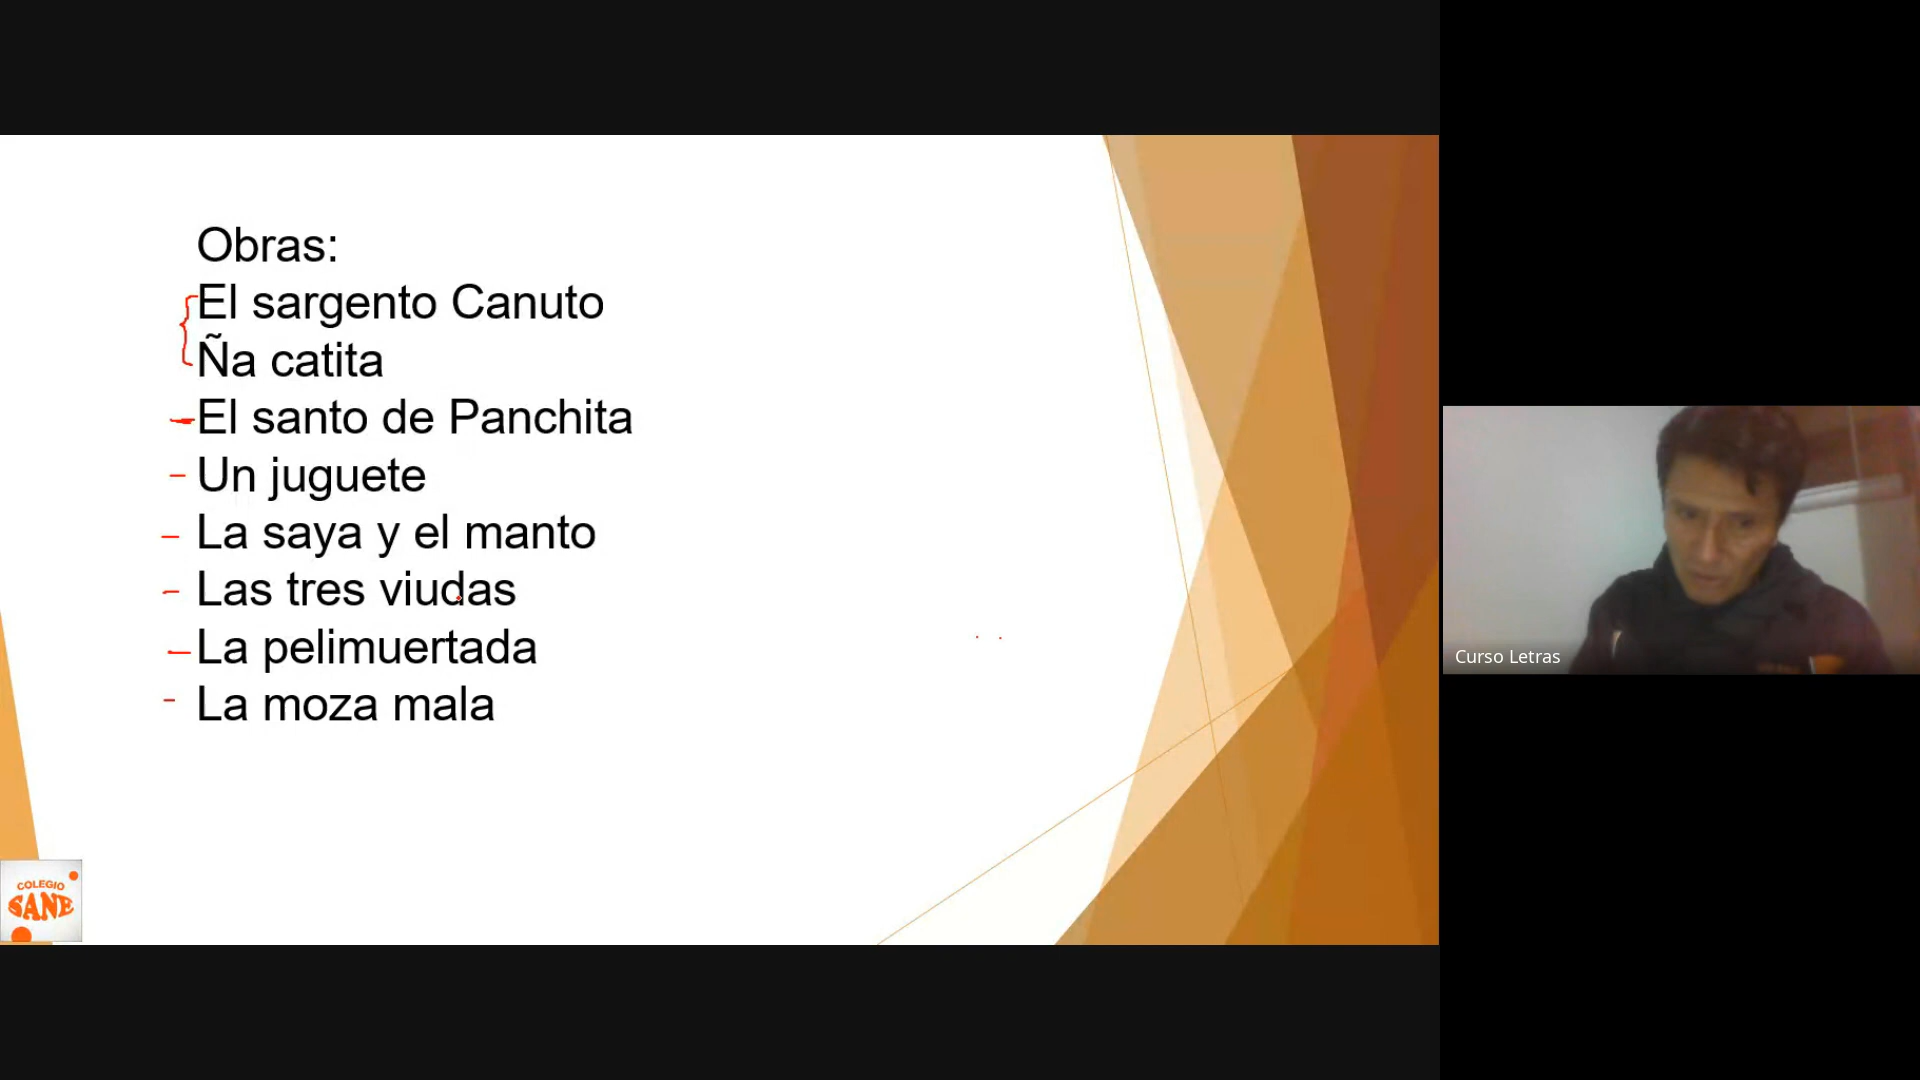 Obras:
El sargento Canuto
Ña catita
El santo de Panchita
Un juguete
La saya y el manto
Las tres viudas
La pelimuertada
La moza mala
Curso Letras
COLEGIO
SANE